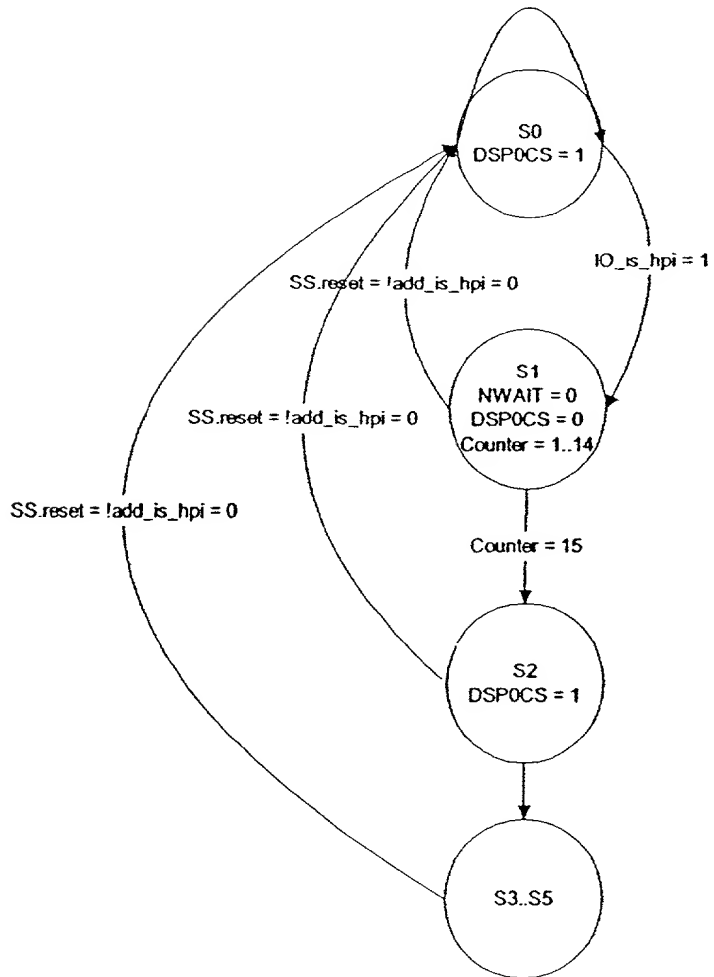 S0
DSP0CS = 1
IO_is_hpi = 1
SS.reset = !add_is_hpi = 0
S1
NWAIT = 0
DSP0CS = 0
Counter = 1..14
SS.reset = !add_is_hpi = 0
SS.reset = !add_is_hpi = 0
Counter = 15
S2
DSP0CS = 1
S3..S5